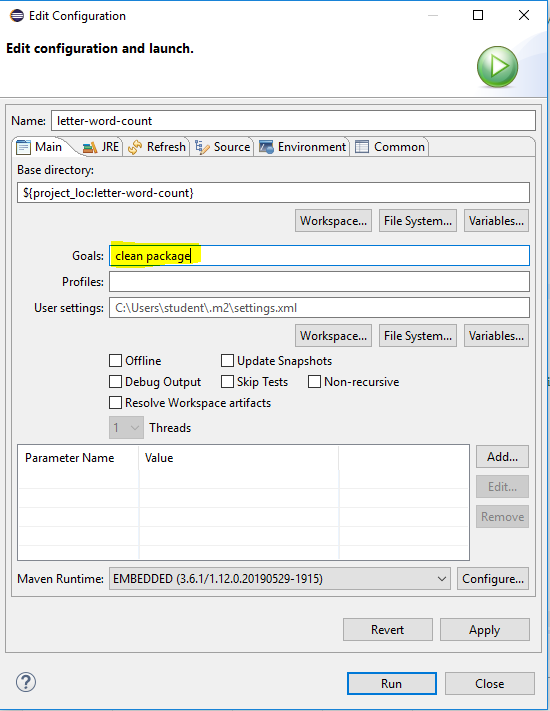 Edit Configuration
Edit configuration and launch.
Name: letter-word-count
Main JRE Refresh Source Environment Common
Base directory:
${project_loc:letter-word-count}
Workspace... File System... Variables...
Goals: clean package
Profiles:
User settings: C:\Users\student\.m2\settings.xml
Workspace... File System... Variables...
Offline Update Snapshots
Debug Output Skip Tests Non-recursive
Resolve Workspace artifacts
1 Threads
Parameter Name Value Add...
Edit...
Remove
Maven Runtime: EMBEDDED (3.6.1/1.12.0.20190529-1915) Configure...
Revert Apply
? Run Close